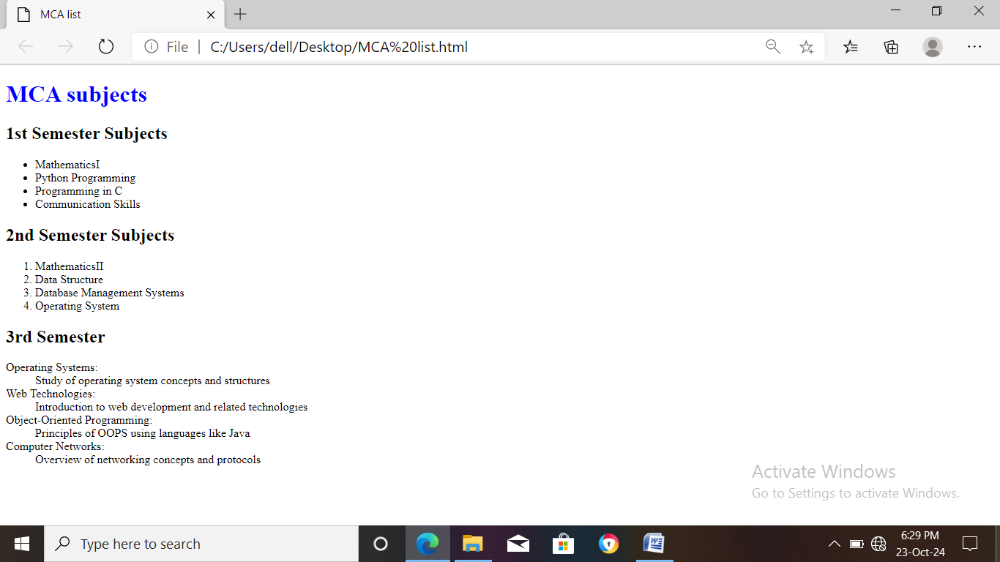 MCA list
File | C:/Users/dell/Desktop/MCA%20list.html
MCA subjects
1st Semester Subjects
• MathematicsI
• Python Programming
• Programming in C
• Communication Skills
2nd Semester Subjects
1. MathematicsII
2. Data Structure
3. Database Management Systems
4. Operating System
3rd Semester
Operating Systems:
Study of operating system concepts and structures
Web Technologies:
Introduction to web development and related technologies
Object-Oriented Programming:
Principles of OOPS using languages like Java
Computer Networks:
Overview of networking concepts and protocols
Activate Windows
Go to Settings to activate Windows.
Type here to search
6:29 PM
23-Oct-24